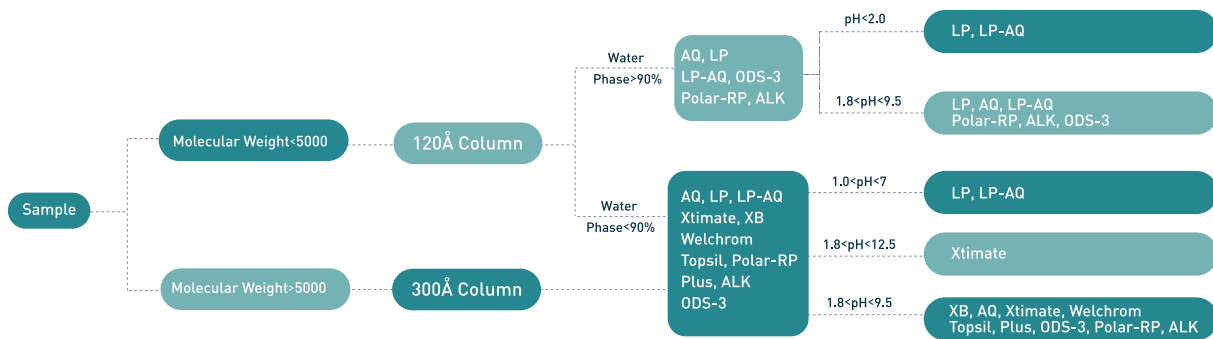 Sample
Molecular Weight<5000
120Å Column
Water
Phase>90%
AQ, LP
LP-AQ, ODS-3
Polar-RP, ALK
pH<2.0
LP, LP-AQ
1.8<pH<9.5
LP, AQ, LP-AQ
Polar-RP, ALK, ODS-3
Water
Phase<90%
Molecular Weight>5000
300Å Column
AQ, LP, LP-AQ
Xtimate, XB
Welchrom
Topsil, Polar-RP
Plus, ALK
ODS-3
1.0<pH<7
LP, LP-AQ
1.8<pH<12.5
Xtimate
1.8<pH<9.5
XB, AQ, Xtimate, Welchrom
Topsil, Plus, ODS-3, Polar-RP, ALK